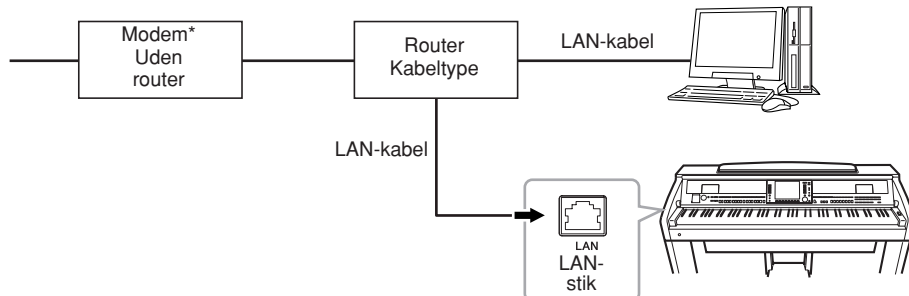 Modem*
Uden
router
Router
Kabeltype
LAN-kabel
LAN-kabel
LAN
LAN-
stik